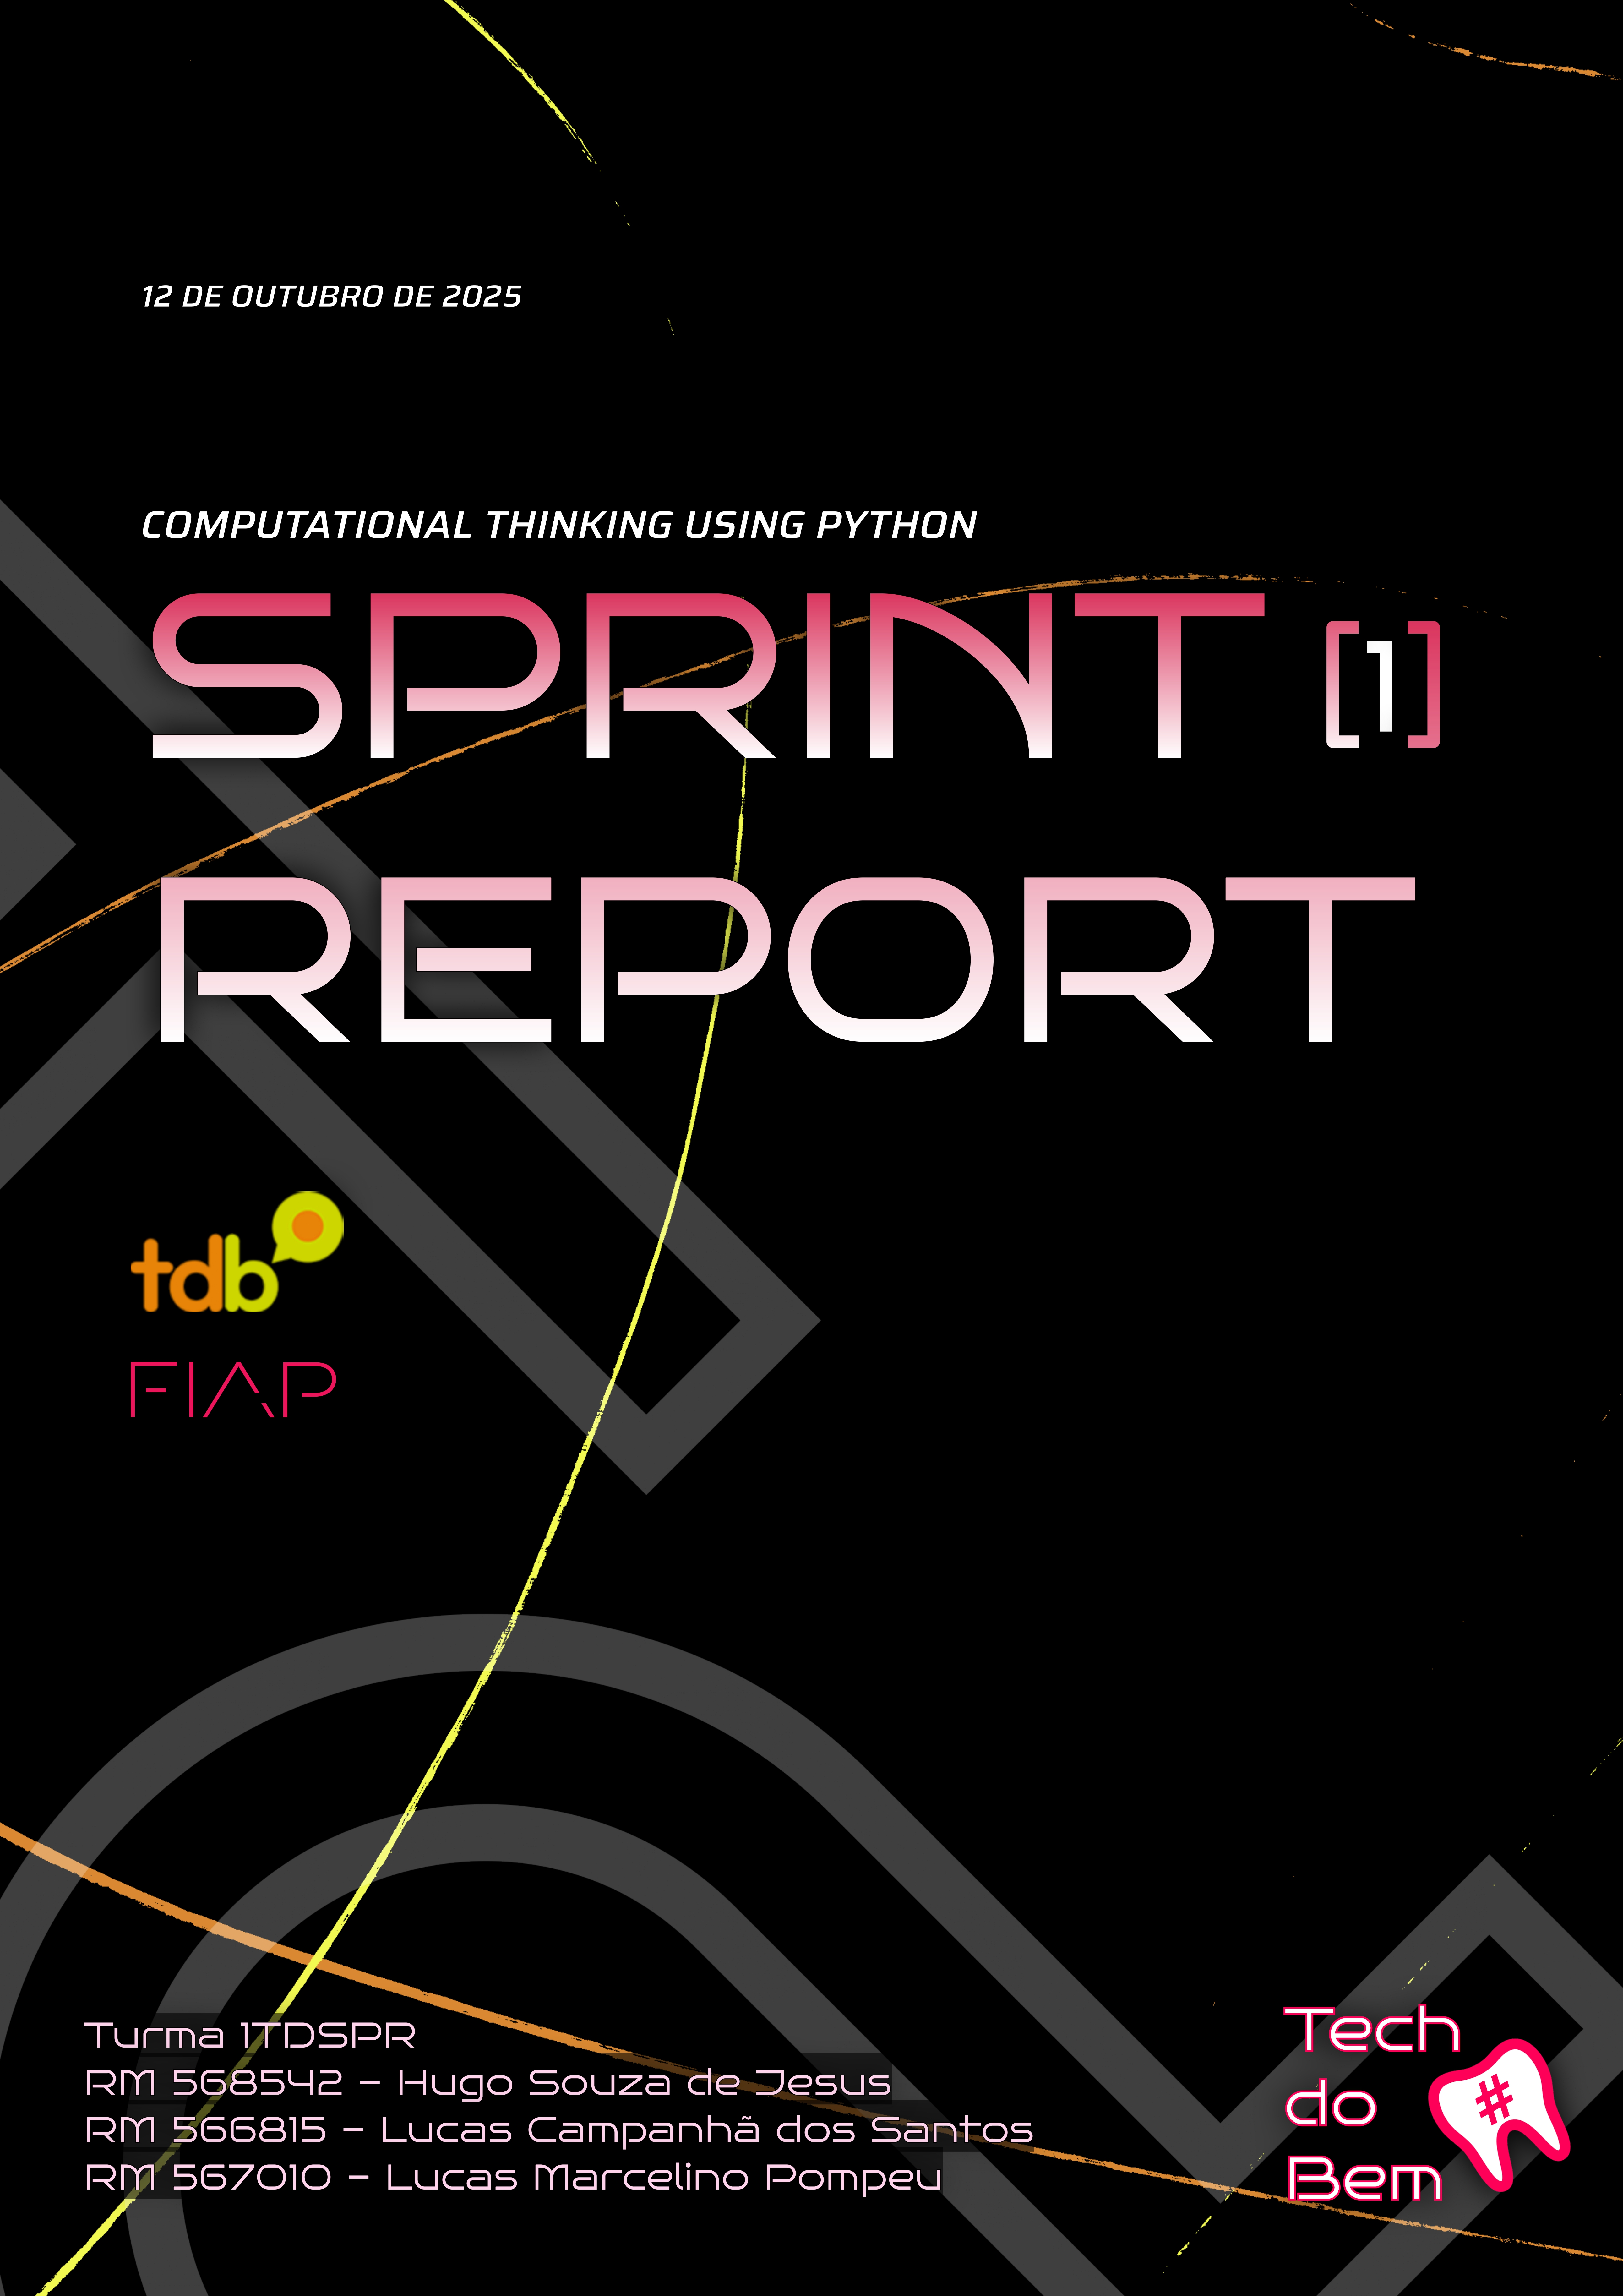 12 DE OUTUBRO DE 2025
COMPUTATIONAL THINKING USING PYTHON
SPRINT [1]
REPORT
tdb
FIAP
Turma 1TDSPR
RM 568542 – Hugo Souza de Jesus
RM 566815 – Lucas Campanhã dos Santos
RM 567010 – Lucas Marcelino Pompeu
Tech
do
#
Bem